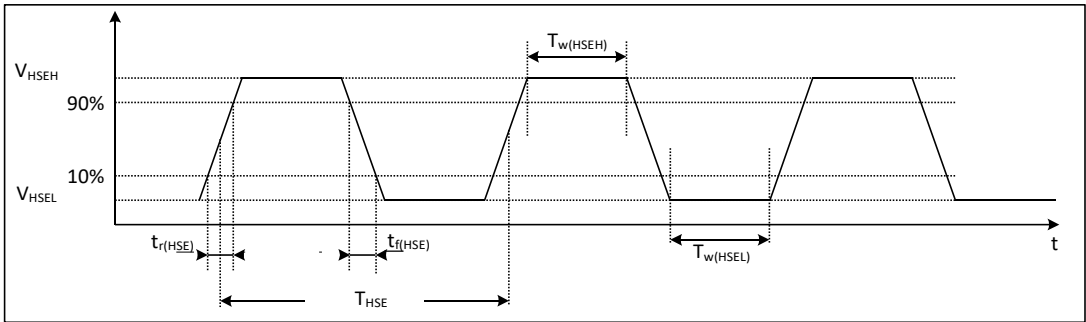 T_w(HSEH)
V_HSEH
90%
10%
V_HSEL
t_r(HSE)
t_f(HSE)
T_w(HSEL)
t
T_HSE